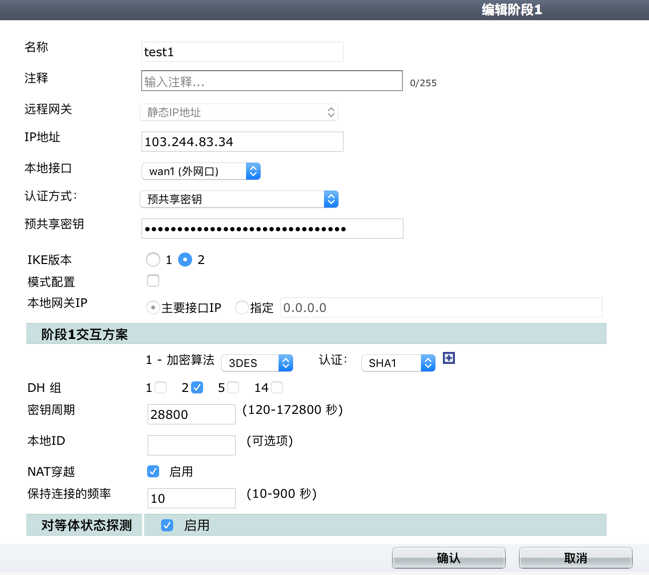 编辑阶段1
名称 test1
注释 输入注释... 0/255
远程网关 静态IP地址
IP地址 103.244.83.34
本地接口 wan1 (外网口)
认证方式: 预共享密钥
预共享密钥 ••••••••••••••••••••••••••••••••
IKE版本 1 2
模式配置
本地网关IP 主要接口IP 指定 0.0.0.0
阶段1交互方案
1 - 加密算法 3DES 认证: SHA1
DH 组 1 2 5 14
密钥周期 28800 (120-172800 秒)
本地ID (可选项)
NAT穿越 启用
保持连接的频率 10 (10-900 秒)
对等体状态探测 启用
确认 取消